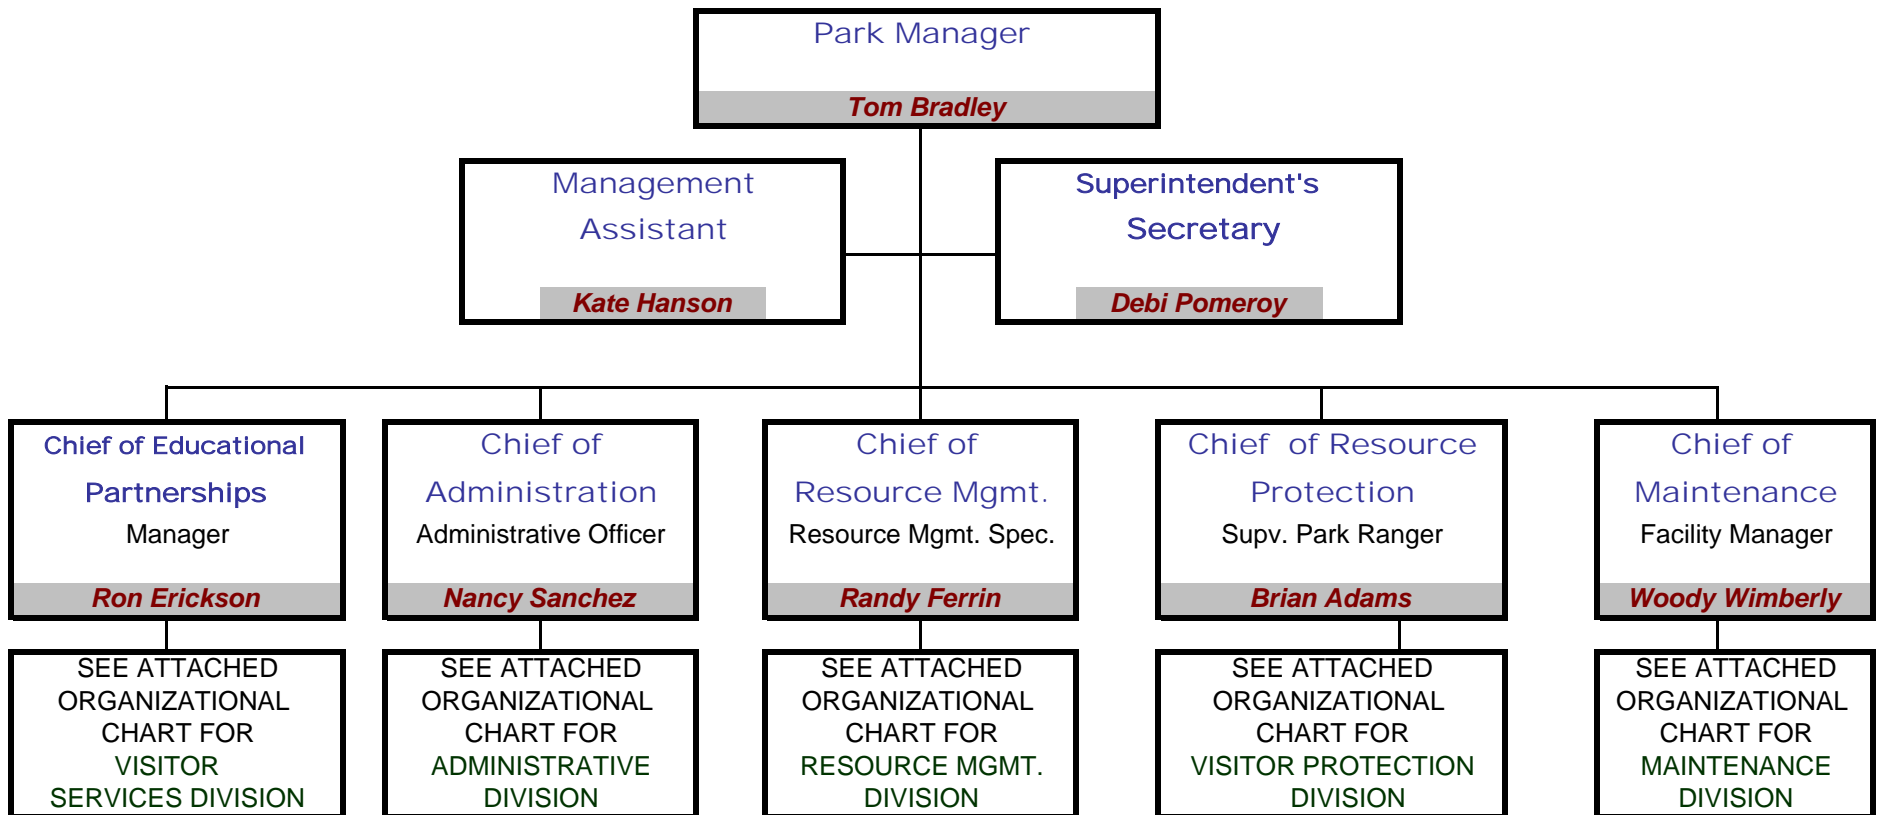 Park Manager
Tom Bradley
Management
Assistant
Kate Hanson
Superintendent's
Secretary
Debi Pomeroy
Chief of Educational
Partnerships
Manager
Ron Erickson
Chief of
Administration
Administrative Officer
Nancy Sanchez
Chief of
Resource Mgmt.
Resource Mgmt. Spec.
Randy Ferrin
Chief of Resource
Protection
Supv. Park Ranger
Brian Adams
Chief of
Maintenance
Facility Manager
Woody Wimberly
SEE ATTACHED
ORGANIZATIONAL
CHART FOR
VISITOR
SERVICES DIVISION
SEE ATTACHED
ORGANIZATIONAL
CHART FOR
ADMINISTRATIVE
DIVISION
SEE ATTACHED
ORGANIZATIONAL
CHART FOR
RESOURCE MGMT.
DIVISION
SEE ATTACHED
ORGANIZATIONAL
CHART FOR
VISITOR PROTECTION
DIVISION
SEE ATTACHED
ORGANIZATIONAL
CHART FOR
MAINTENANCE
DIVISION